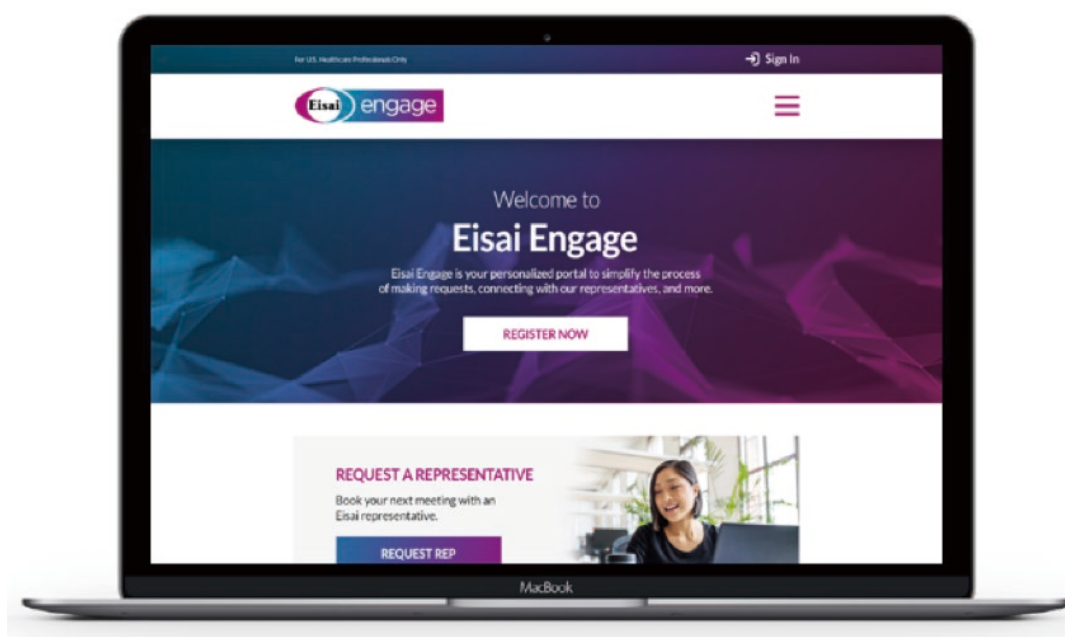 For U.S. Healthcare Professionals Only
Sign In
Eisai engage
Welcome to
Eisai Engage
Eisai Engage is your personalized portal to simplify the process
of making requests, connecting with our representatives, and more.
REGISTER NOW
REQUEST A REPRESENTATIVE
Book your next meeting with an
Eisai representative.
REQUEST REP
MacBook